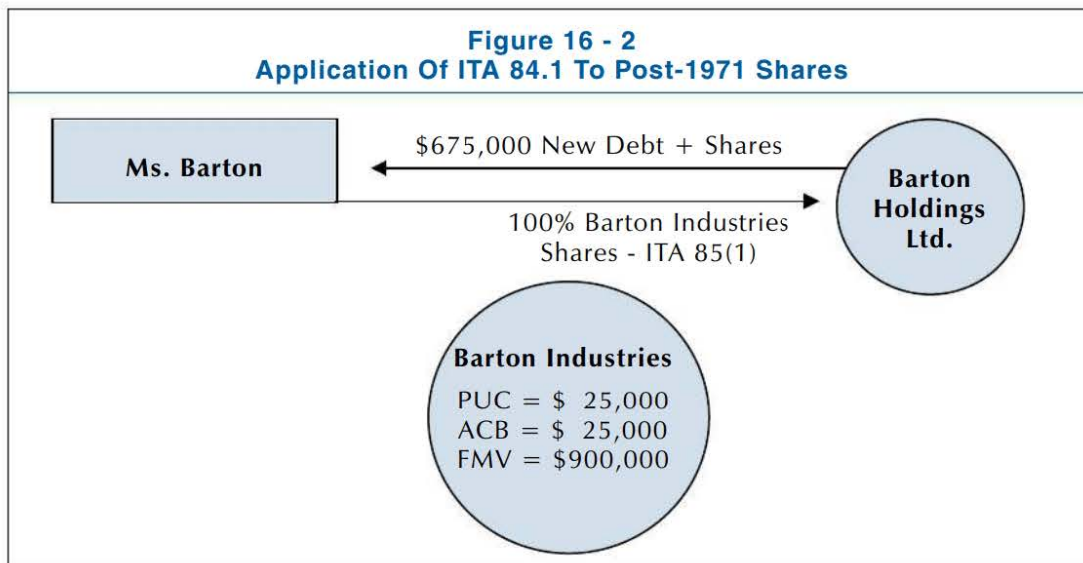 Figure 16 - 2
Application Of ITA 84.1 To Post-1971 Shares
Ms. Barton
$675,000 New Debt + Shares
100% Barton Industries
Shares - ITA 85(1)
Barton
Holdings
Ltd.
Barton Industries
PUC = $ 25,000
ACB = $ 25,000
FMV = $900,000